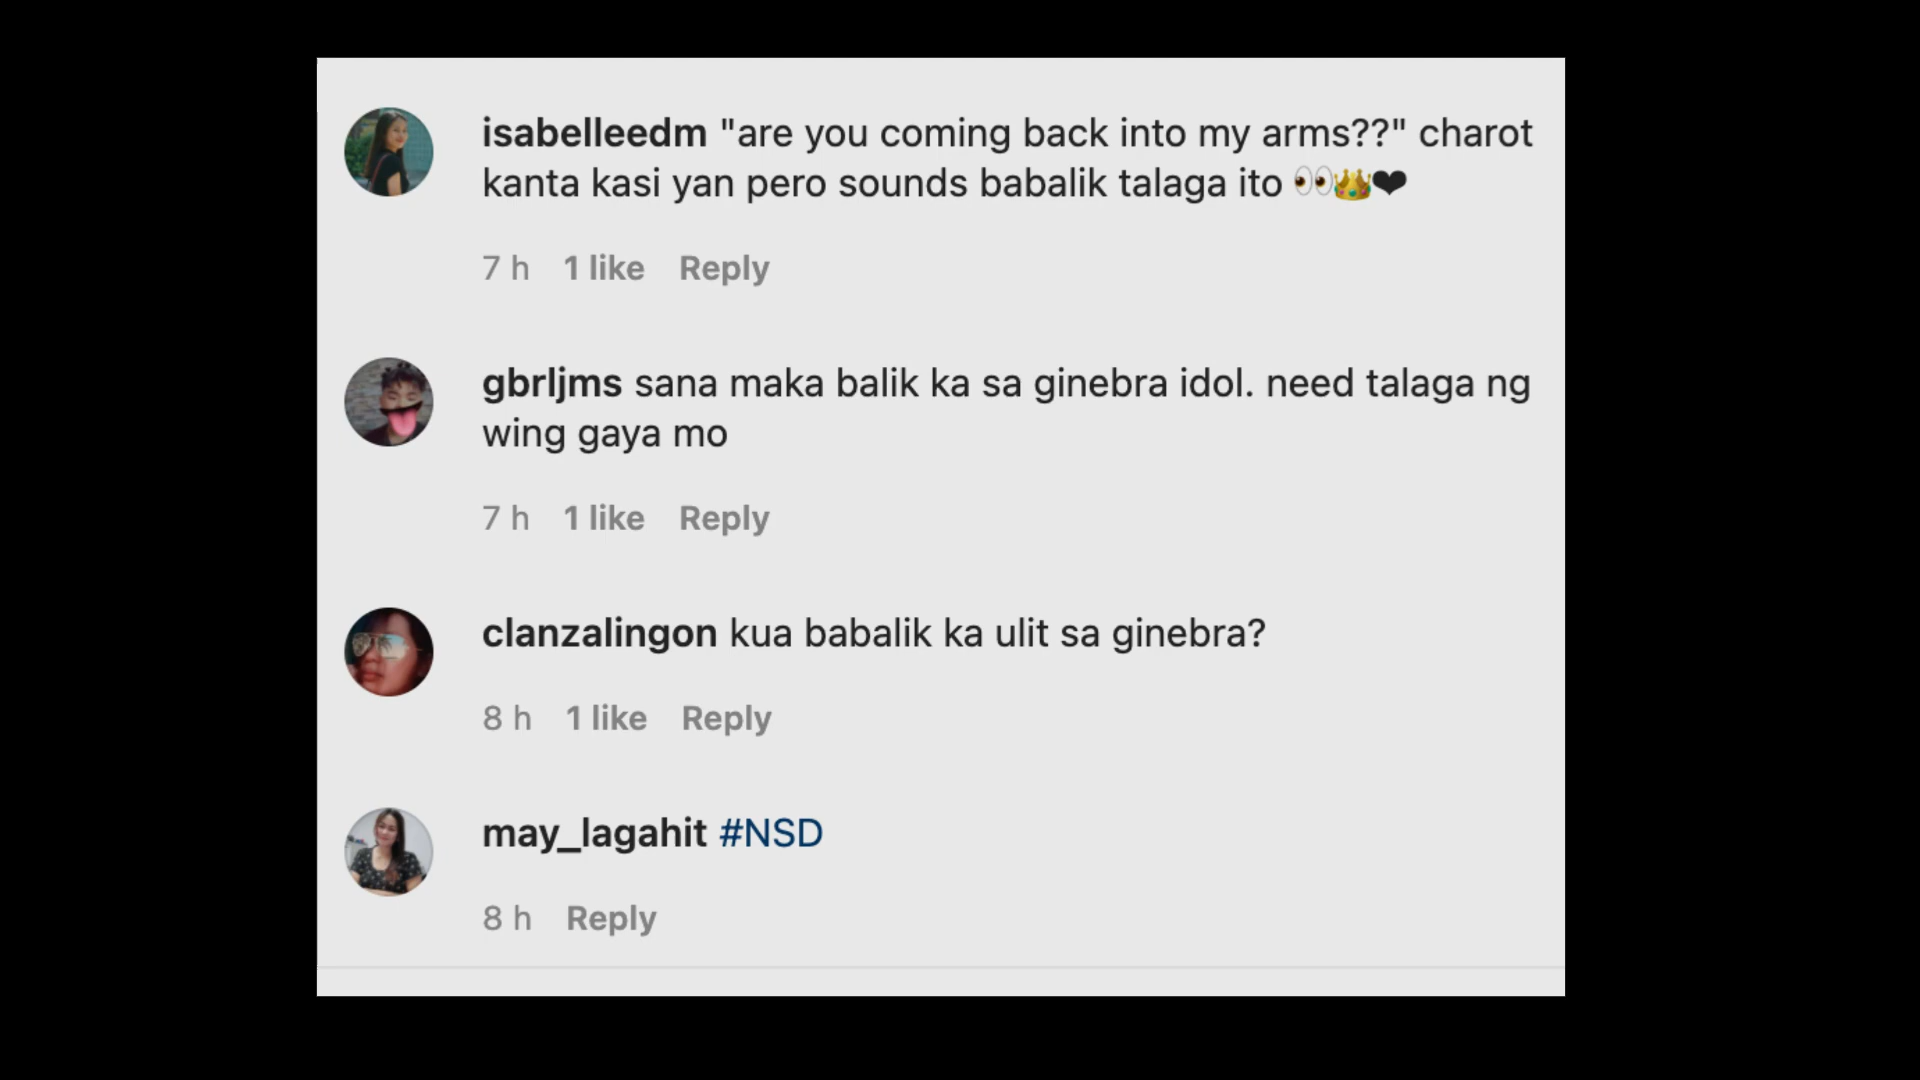 isabelleedm "are you coming back into my arms??" charot
kanta kasi yan pero sounds babalik talaga ito 👀👑❤
7 h 1 like Reply
gbrljms sana maka balik ka sa ginebra idol. need talaga ng
wing gaya mo
7 h 1 like Reply
clanzalingon kua babalik ka ulit sa ginebra?
8 h 1 like Reply
may_lagahit #NSD
8 h Reply